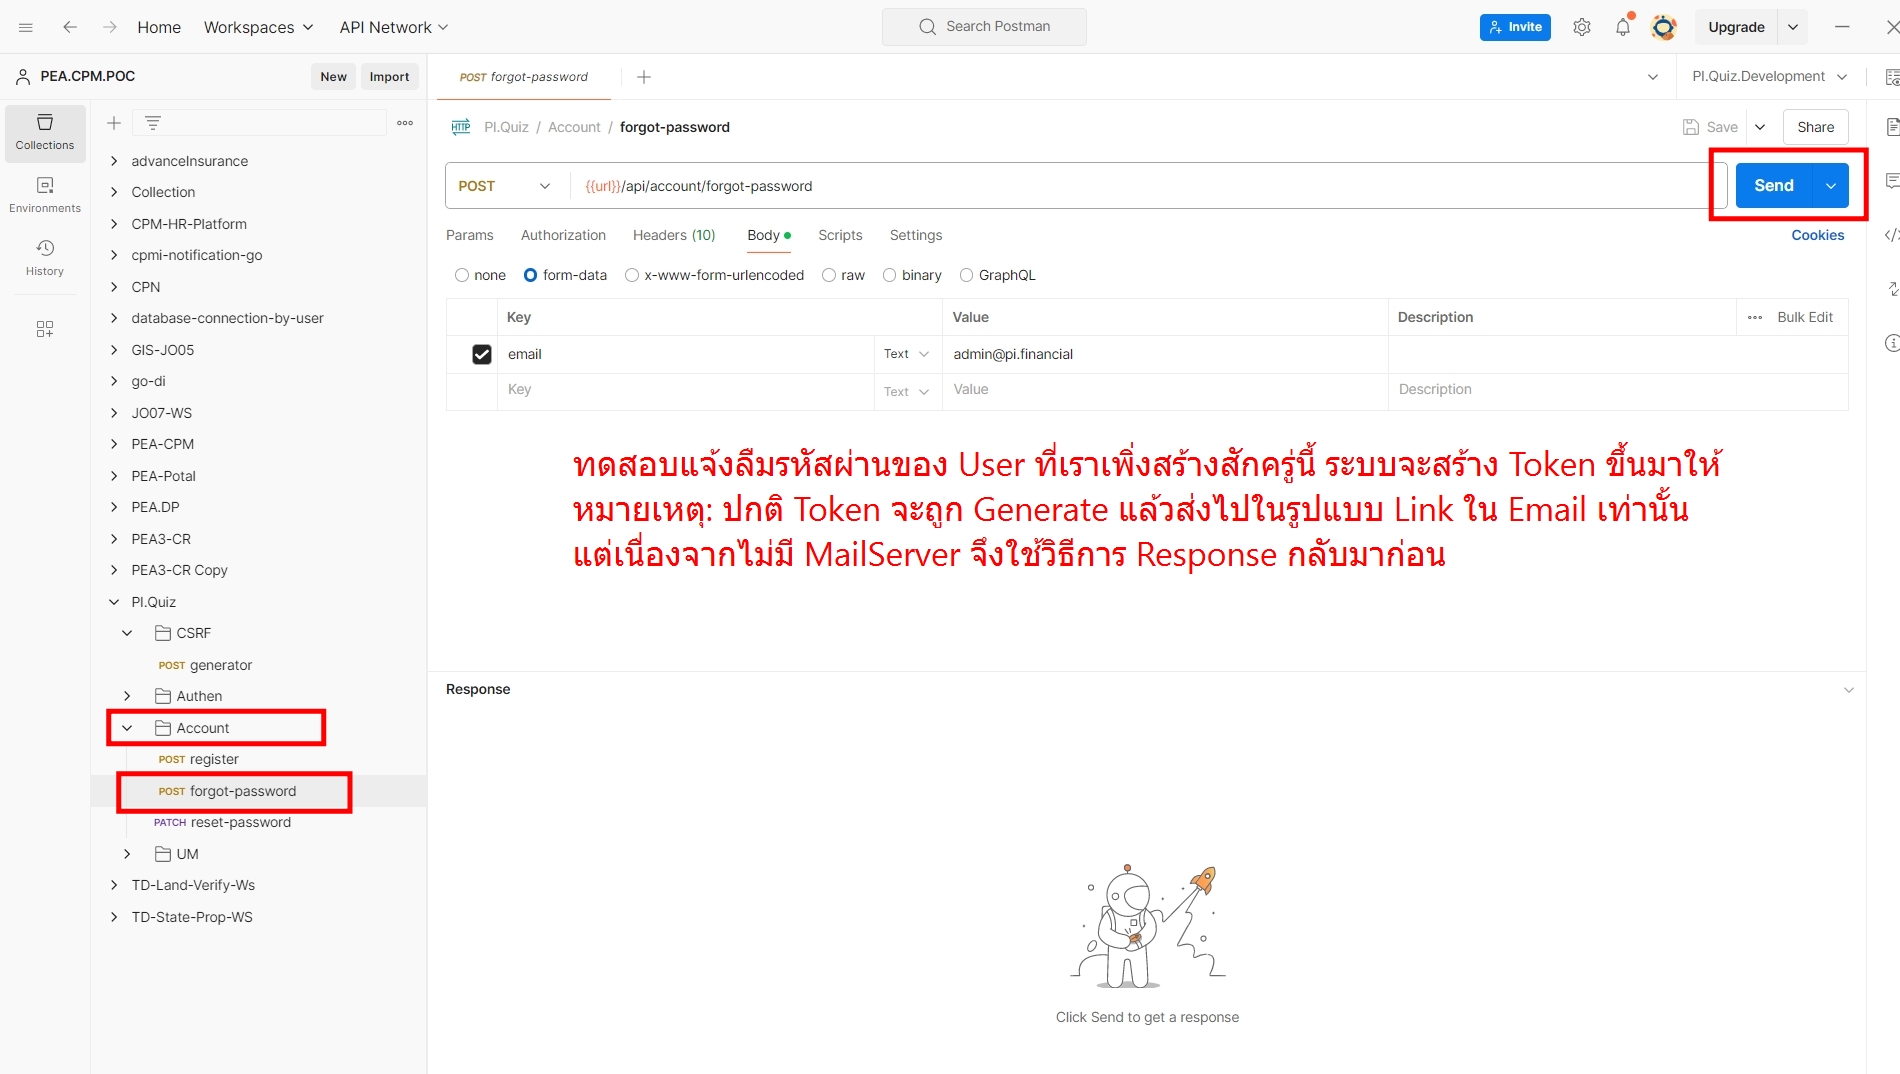 Home Workspaces API Network Search Postman Invite Upgrade
PEA.CPM.POC New Import POST forgot-password PI.Quiz.Development
Collections
Environments
History
advanceInsurance
Collection
CPM-HR-Platform
cpmi-notification-go
CPN
database-connection-by-user
GIS-JO05
go-di
JO07-WS
PEA-CPM
PEA-Potal
PEA.DP
PEA3-CR
PEA3-CR Copy
PI.Quiz
CSRF
POST generator
Authen
Account
POST register
POST forgot-password
PATCH reset-password
UM
TD-Land-Verify-Ws
TD-State-Prop-WS
HTTP PI.Quiz / Account / forgot-password Save Share
POST {{url}}/api/account/forgot-password Send
Params Authorization Headers (10) Body Scripts Settings Cookies
none form-data x-www-form-urlencoded raw binary GraphQL
Key Value Description Bulk Edit
email Text admin@pi.financial
Key Text Value Description
ทดสอบแจ้งลืมรหัสผ่านของ User ที่เราเพิ่งสร้างสักครู่นี้ ระบบจะสร้าง Token ขึ้นมาให้
หมายเหตุ: ปกติ Token จะถูก Generate แล้วส่งไปในรูปแบบ Link ใน Email เท่านั้น
แต่เนื่องจากไม่มี MailServer จึงใช้วิธีการ Response กลับมาก่อน
Response
Click Send to get a response